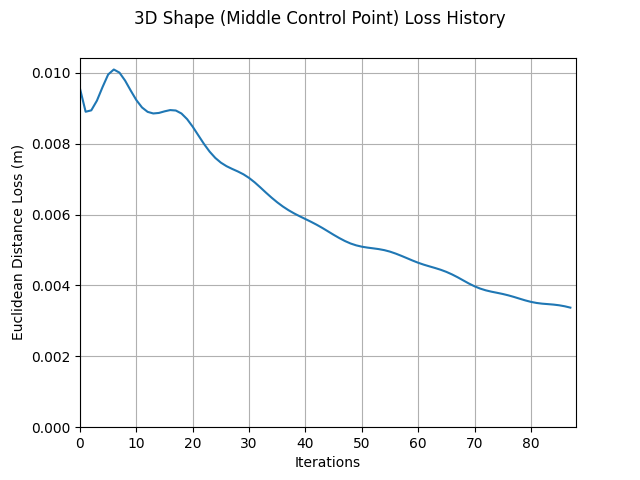 3D Shape (Middle Control Point) Loss History
0.010
0.008
0.006
0.004
0.002
0.000
Euclidean Distance Loss (m)
0 10 20 30 40 50 60 70 80
Iterations